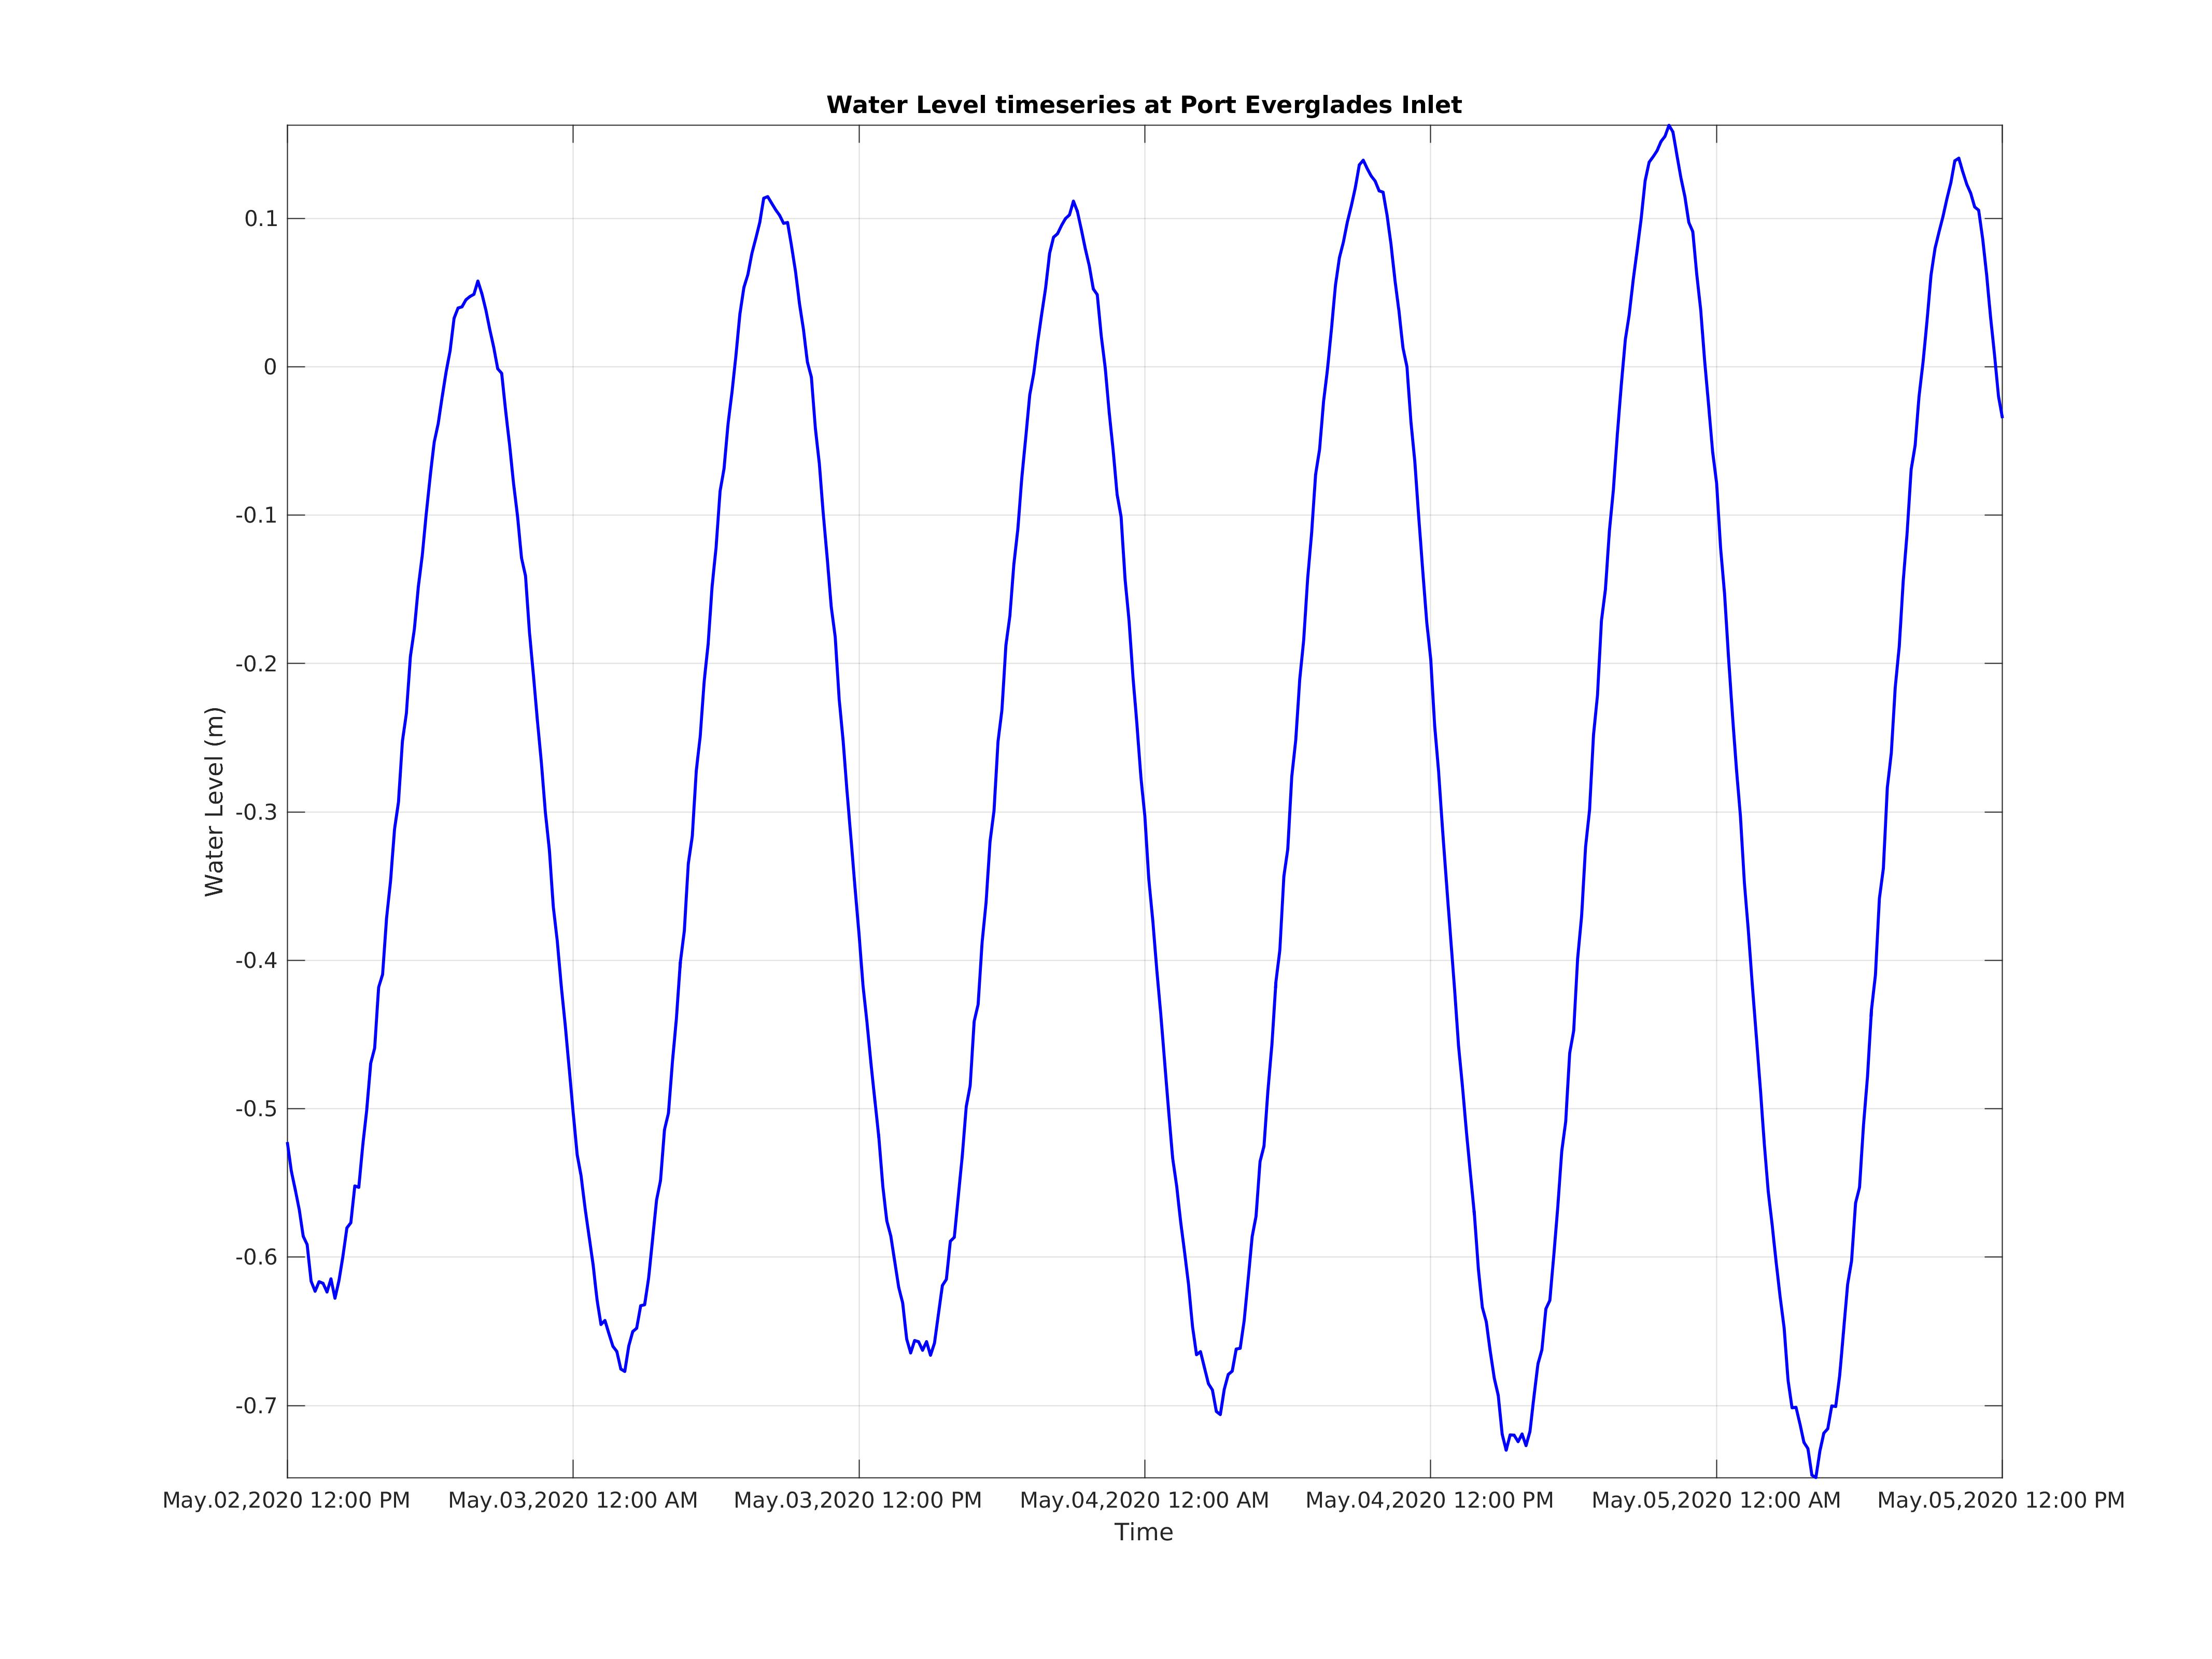 Water Level timeseries at Port Everglades Inlet
Water Level (m)
0.1
0
-0.1
-0.2
-0.3
-0.4
-0.5
-0.6
-0.7
May.02,2020 12:00 PM May.03,2020 12:00 AM May.03,2020 12:00 PM May.04,2020 12:00 AM May.04,2020 12:00 PM May.05,2020 12:00 AM May.05,2020 12:00 PM
Time